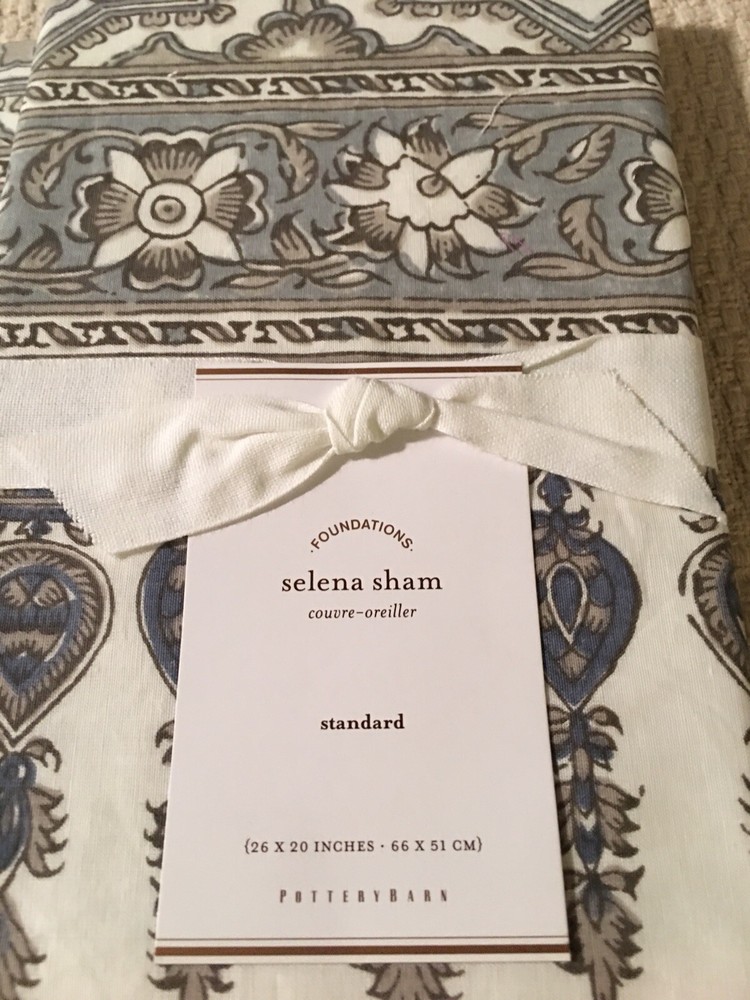 ·FOUNDATIONS·
selena sham
couvre-oreiller
standard
{26 X 20 INCHES · 66 X 51 CM}
POTTERYBARN